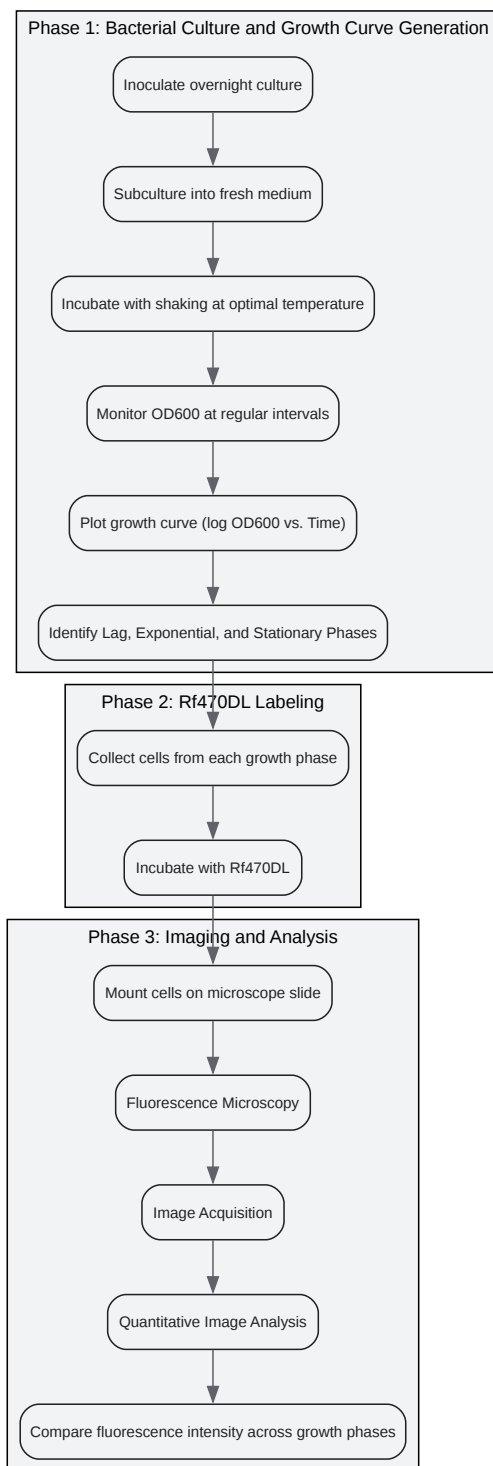 Phase 1: Bacterial Culture and Growth Curve Generation
Inoculate overnight culture
Subculture into fresh medium
Incubate with shaking at optimal temperature
Monitor OD600 at regular intervals
Plot growth curve (log OD600 vs. Time)
Identify Lag, Exponential, and Stationary Phases
Phase 2: Rf470DL Labeling
Collect cells from each growth phase
Incubate with Rf470DL
Phase 3: Imaging and Analysis
Mount cells on microscope slide
Fluorescence Microscopy
Image Acquisition
Quantitative Image Analysis
Compare fluorescence intensity across growth phases